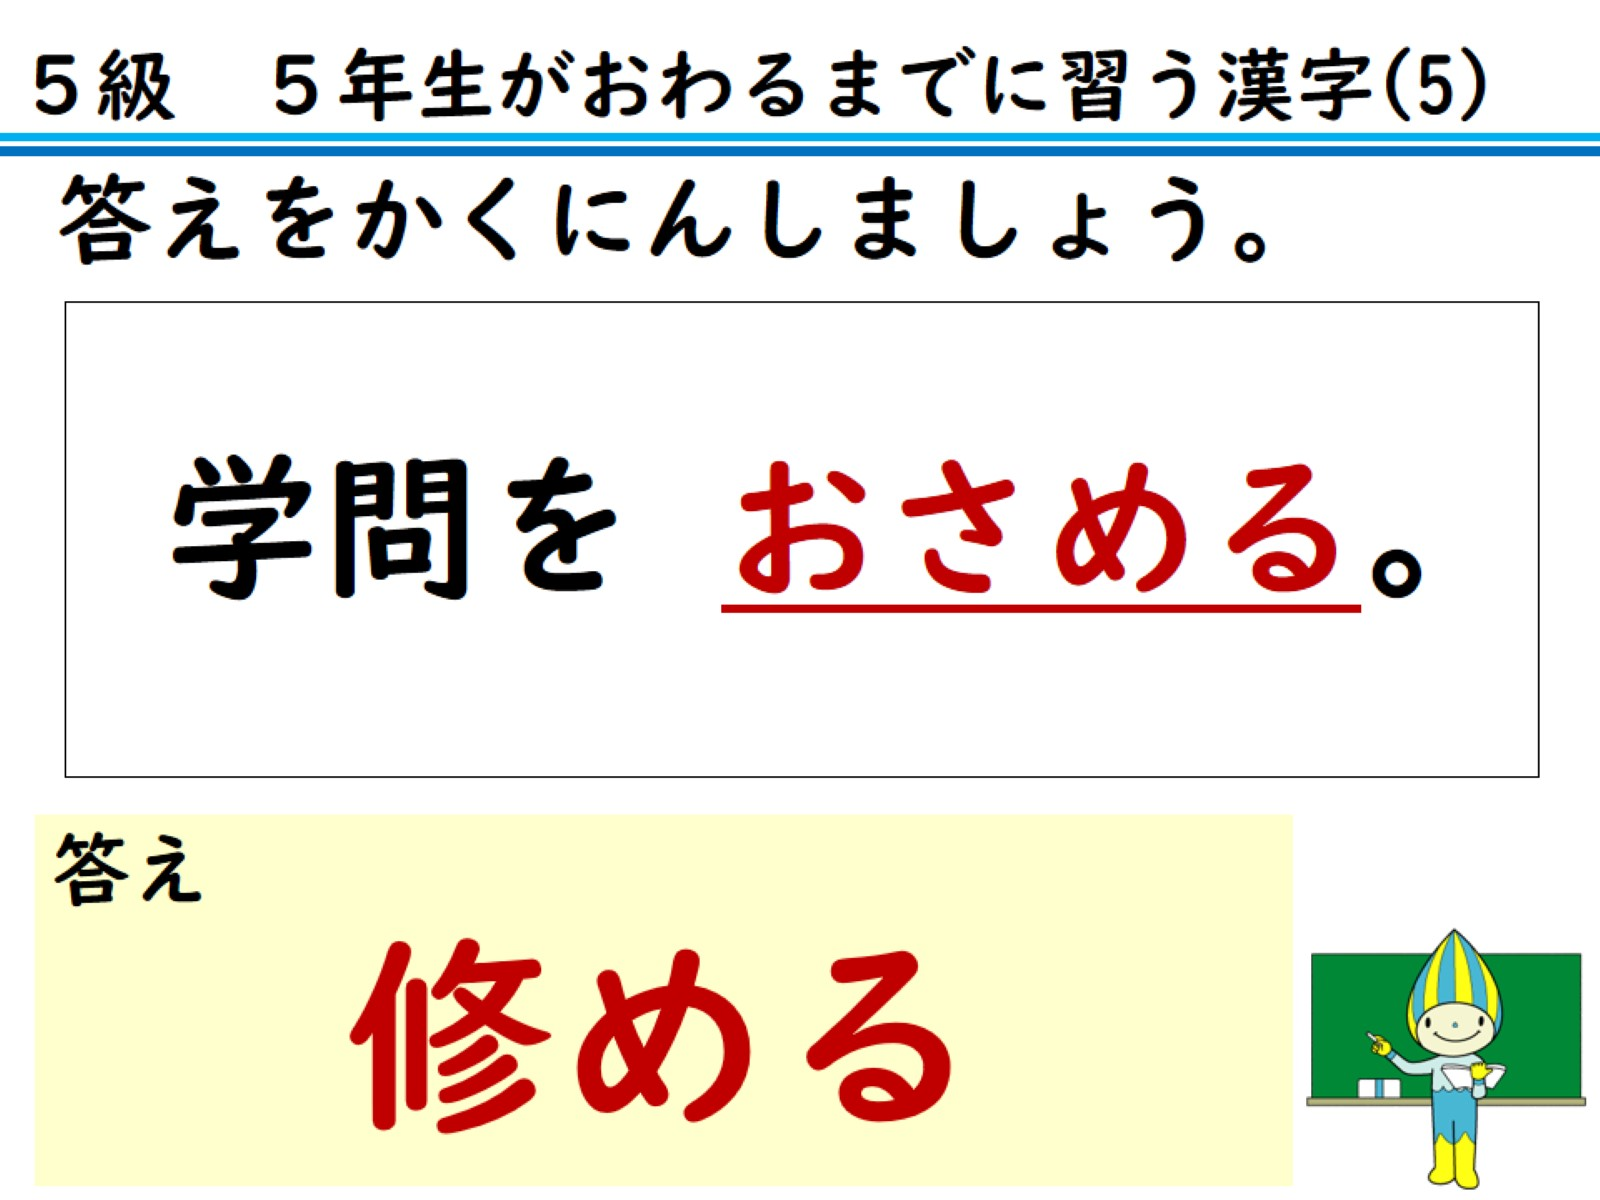 ５級　５年生がおわるまでに習う漢字(5)
答えをかくにんしましょう。
学問を　おさめる。
答え
修める